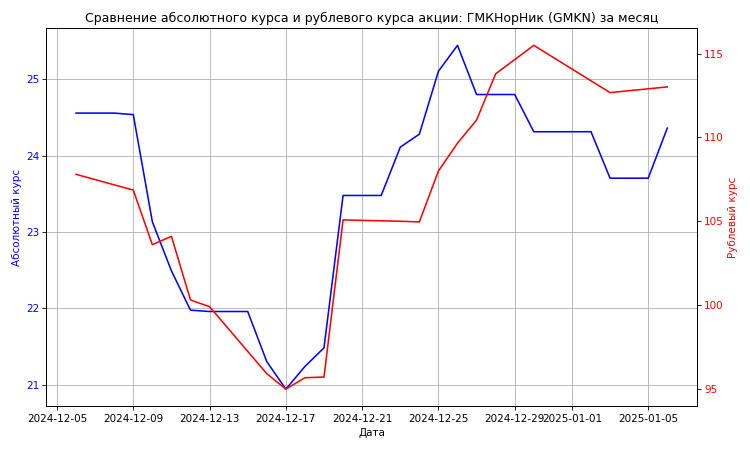 Сравнение абсолютного курса и рублевого курса акции: ГМКНорНик (GMKN) за месяц
25
24
23
22
21
Абсолютный курс
115
110
105
100
95
Рублевый курс
2024-12-05 2024-12-09 2024-12-13 2024-12-17 2024-12-21 2024-12-25 2024-12-29 2025-01-01 2025-01-05
Дата